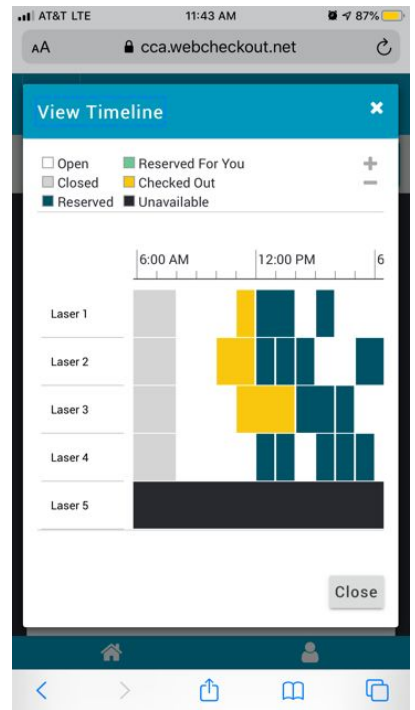 AT&T LTE 11:43 AM 87%
AA cca.webcheckout.net
View Timeline ×
Open Reserved For You +
Closed Checked Out −
Reserved Unavailable
6:00 AM 12:00 PM 6
Laser 1
Laser 2
Laser 3
Laser 4
Laser 5
Close